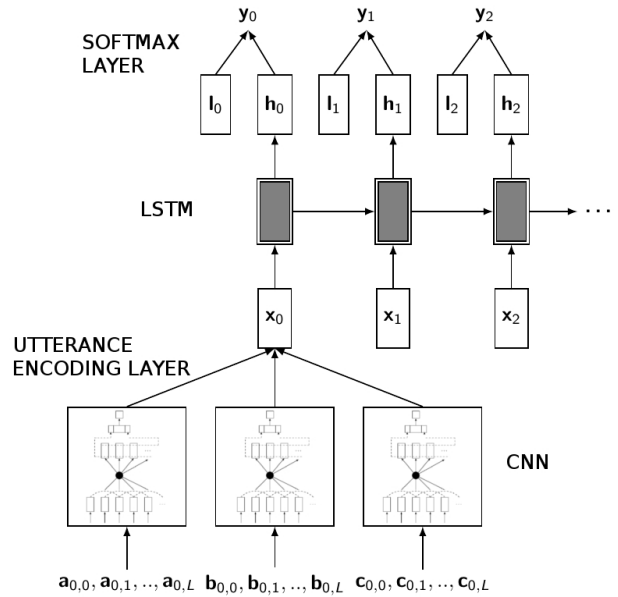 y0 y1 y2
SOFTMAX
LAYER
l0 h0 l1 h1 l2 h2
LSTM
...
x0 x1 x2
UTTERANCE
ENCODING LAYER
CNN
a0,0, a0,1, .., a0,L b0,0, b0,1, .., b0,L c0,0, c0,1, .., c0,L